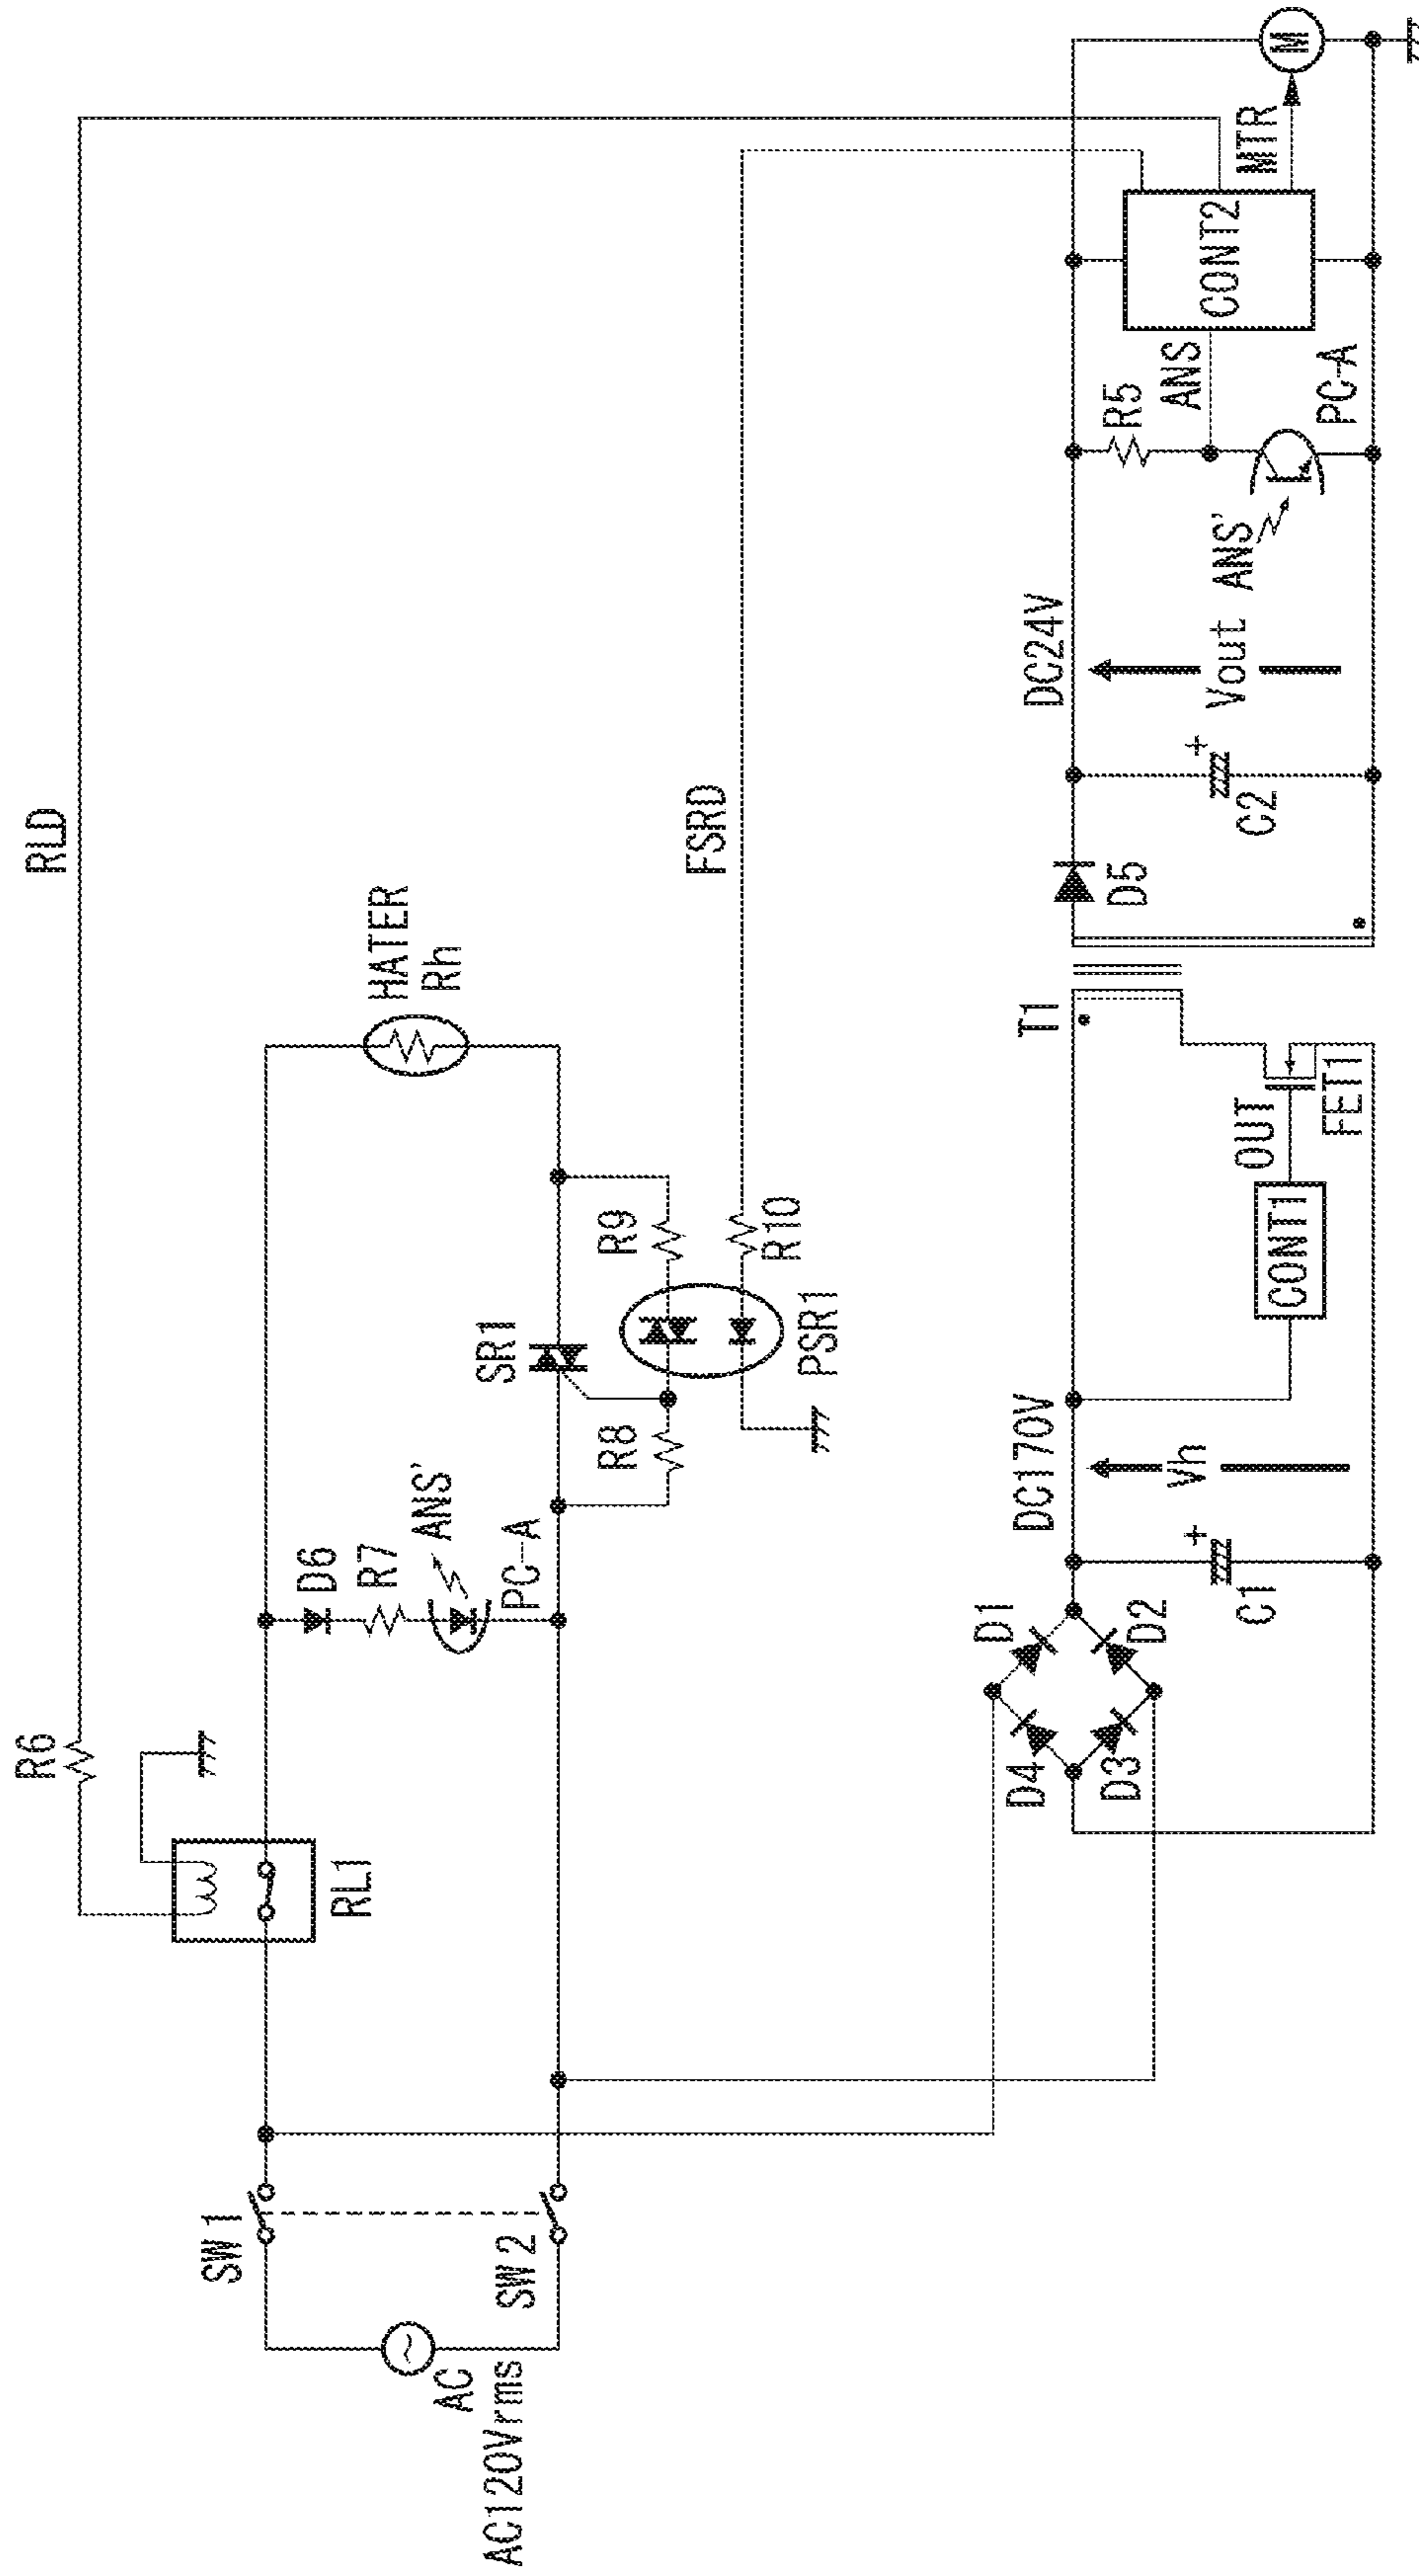 RLD
R6
RL1
HATER
Rh
SW 1
D6
R7
ANS'
PC-A
SR1
R9
R8
FSRD
R10
PSR1
SW 2
AC
AC120Vrms
D1
D2
D3
D4
DC170V
Vh
+
C1
CONT1
OUT
FET1
T1
D5
DC24V
+
C2
Vout
ANS'
R5
ANS
PC-A
CONT2
MTR
M